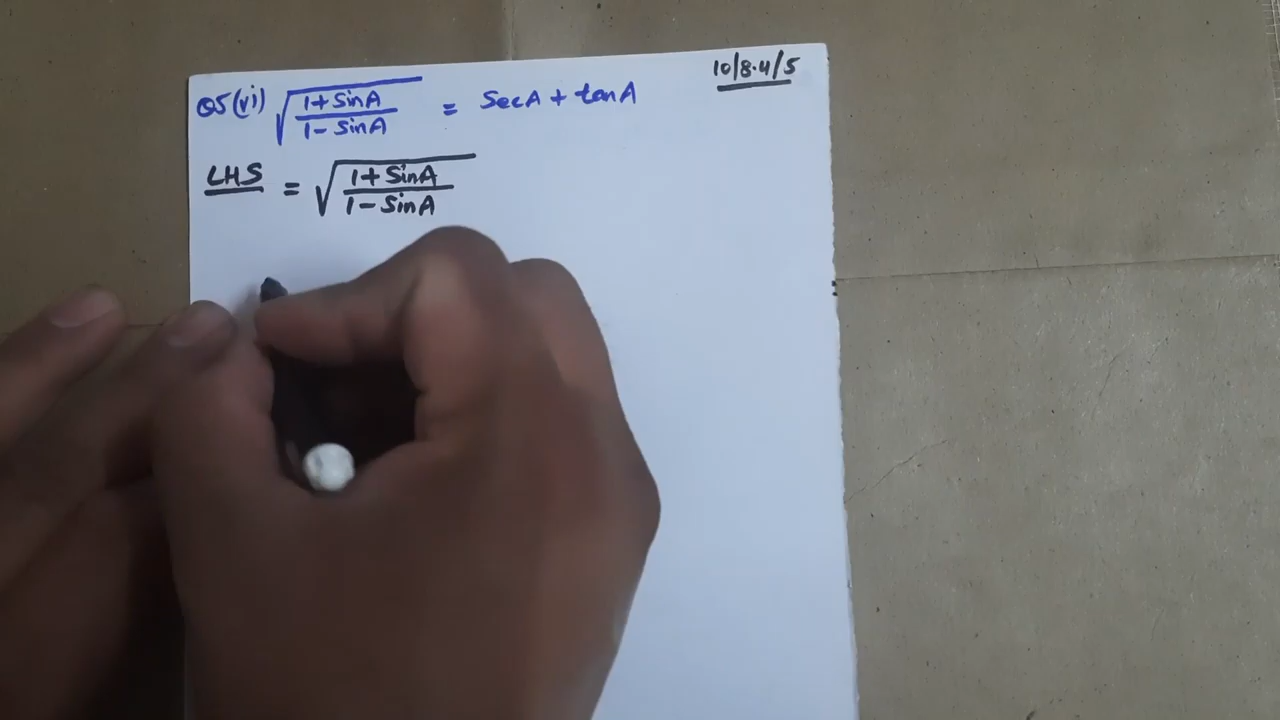 10/8.4/5
Q5(vi) √((1+SinA)/(1-SinA)) = SecA + tanA
LHS = √((1+SinA)/(1-SinA))